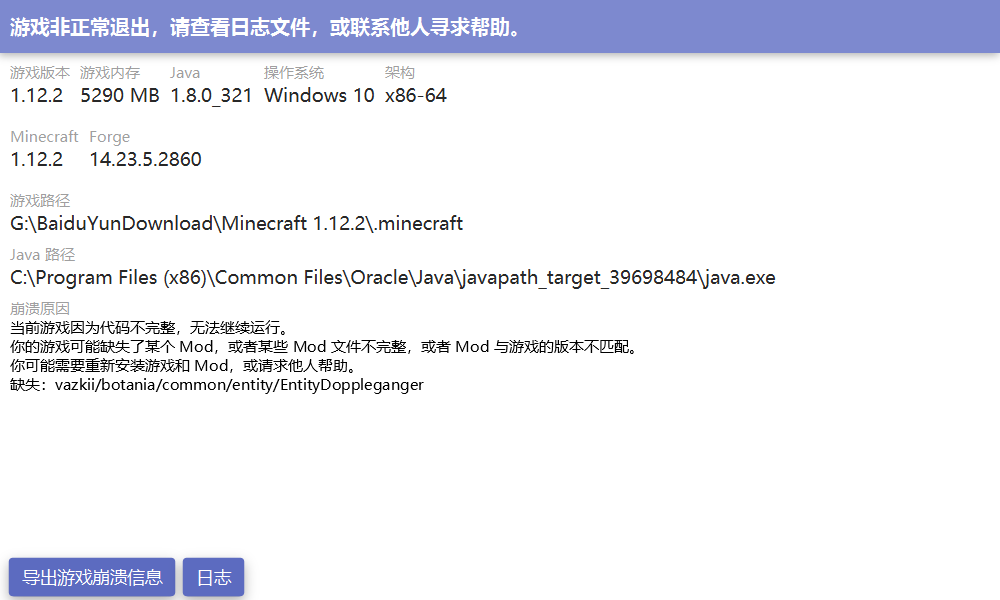 游戏非正常退出，请查看日志文件，或联系他人寻求帮助。
游戏版本 游戏内存 Java 操作系统 架构
1.12.2 5290 MB 1.8.0_321 Windows 10 x86-64
Minecraft Forge
1.12.2 14.23.5.2860
游戏路径
G:\BaiduYunDownload\Minecraft 1.12.2\.minecraft
Java 路径
C:\Program Files (x86)\Common Files\Oracle\Java\javapath_target_39698484\java.exe
崩溃原因
当前游戏因为代码不完整，无法继续运行。
你的游戏可能缺失了某个 Mod，或者某些 Mod 文件不完整，或者 Mod 与游戏的版本不匹配。
你可能需要重新安装游戏和 Mod，或请求他人帮助。
缺失：vazkii/botania/common/entity/EntityDoppleganger
导出游戏崩溃信息 日志